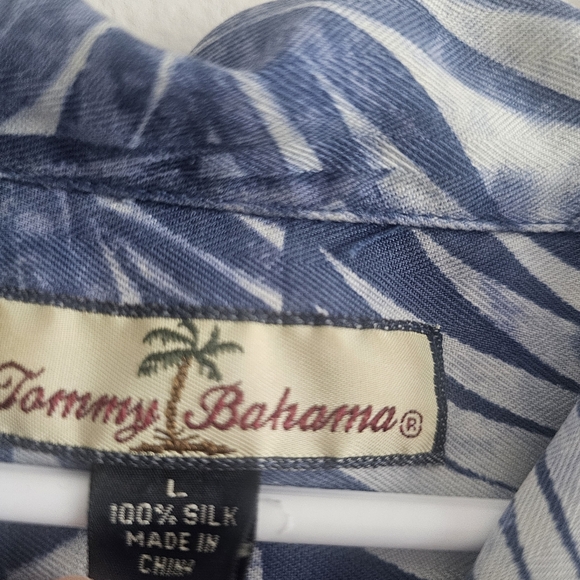 Tommy Bahama®
L
100% SILK
MADE IN
CHINA